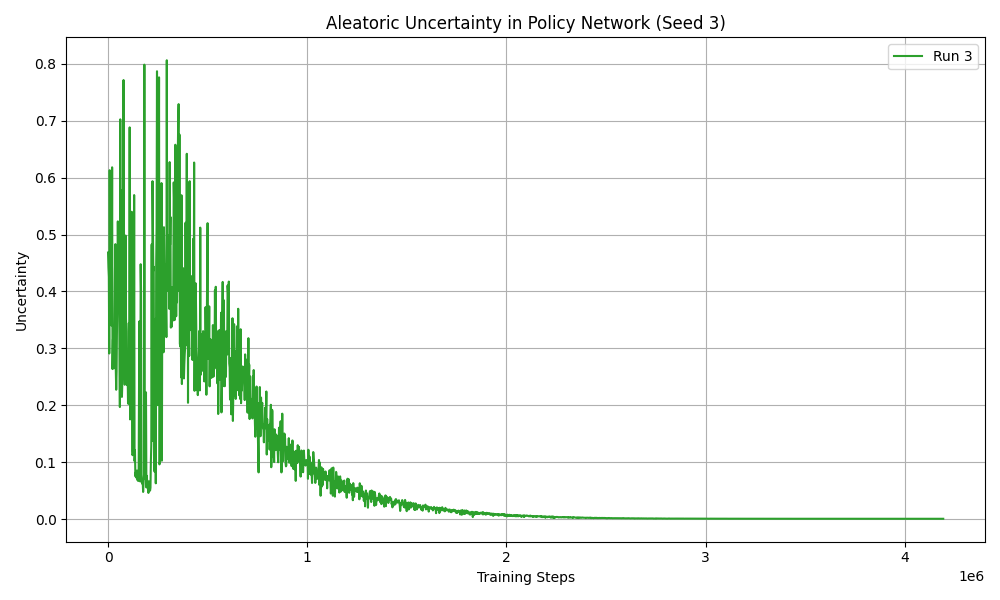 Aleatoric Uncertainty in Policy Network (Seed 3)
Run 3
Uncertainty
0.8
0.7
0.6
0.5
0.4
0.3
0.2
0.1
0.0
0 1 2 3 4
1e6
Training Steps